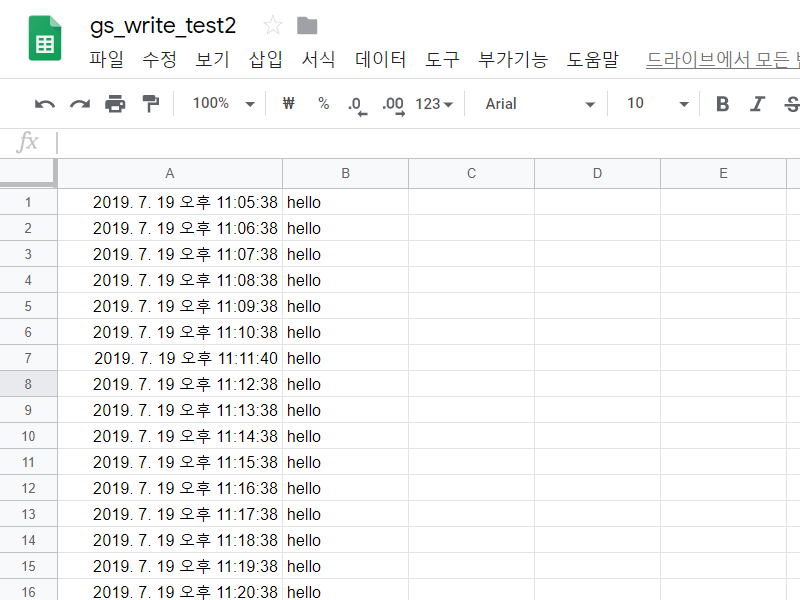 gs_write_test2
파일 수정 보기 삽입 서식 데이터 도구 부가기능 도움말 드라이브에서 모든
100% ₩ % .0 .00 123 Arial 10 B I S
fx
A B C D E
1 2019. 7. 19 오후 11:05:38 hello
2 2019. 7. 19 오후 11:06:38 hello
3 2019. 7. 19 오후 11:07:38 hello
4 2019. 7. 19 오후 11:08:38 hello
5 2019. 7. 19 오후 11:09:38 hello
6 2019. 7. 19 오후 11:10:38 hello
7 2019. 7. 19 오후 11:11:40 hello
8 2019. 7. 19 오후 11:12:38 hello
9 2019. 7. 19 오후 11:13:38 hello
10 2019. 7. 19 오후 11:14:38 hello
11 2019. 7. 19 오후 11:15:38 hello
12 2019. 7. 19 오후 11:16:38 hello
13 2019. 7. 19 오후 11:17:38 hello
14 2019. 7. 19 오후 11:18:38 hello
15 2019. 7. 19 오후 11:19:38 hello
16 2019. 7. 19 오후 11:20:38 hello